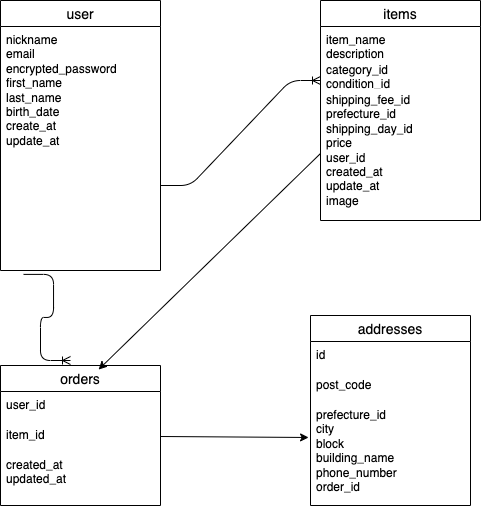 user
nickname
email
encrypted_password
first_name
last_name
birth_date
create_at
update_at
items
item_name
description
category_id
condition_id
shipping_fee_id
prefecture_id
shipping_day_id
price
user_id
created_at
update_at
image
orders
user_id
item_id
created_at
updated_at
addresses
id
post_code
prefecture_id
city
block
building_name
phone_number
order_id